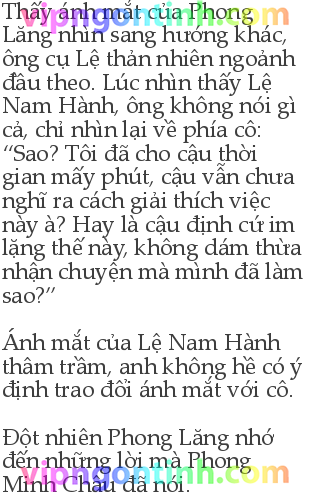 Thấy ánh mắt của Phong
Lăng nhìn sang hướng khác,
ông cụ Lệ thản nhiên ngoảnh
đầu theo. Lúc nhìn thấy Lệ
Nam Hành, ông không nói gì
cả, chỉ nhìn lại về phía cô:
“Sao? Tôi đã cho cậu thời
gian mấy phút, cậu vẫn chưa
nghĩ ra cách giải thích việc
này à? Hay là cậu định cứ im
lặng thế này, không dám thừa
nhận chuyện mà mình đã làm
sao?”
Ánh mắt của Lệ Nam Hành
thâm trầm, anh không hề có ý
định trao đổi ánh mắt với cô.
Đột nhiên Phong Lăng nhớ
đến những lời mà Phong
Minh Châu đã nói.
vipngontinh.com
vipngontinh.com